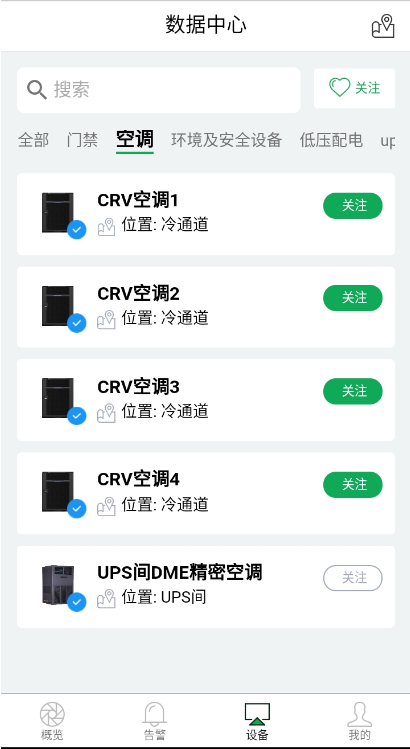 数据中心
搜索
关注
全部 门禁 空调 环境及安全设备 低压配电 up
CRV空调1
关注
位置: 冷通道
CRV空调2
关注
位置: 冷通道
CRV空调3
关注
位置: 冷通道
CRV空调4
关注
位置: 冷通道
UPS间DME精密空调
关注
位置: UPS间
概览 告警 设备 我的